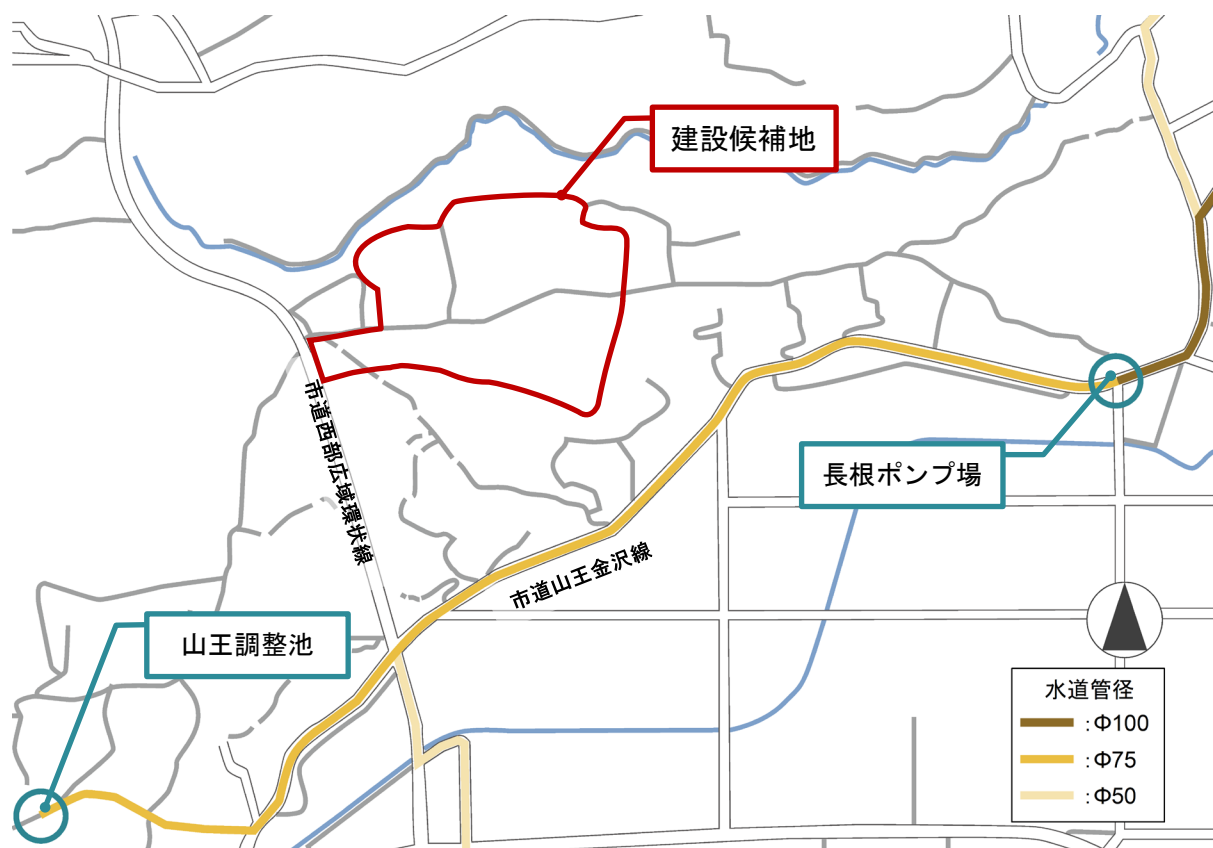 建設候補地
市道西部広域環状線
長根ポンプ場
市道山王金沢線
山王調整池
水道管径
:Φ100
:Φ75
:Φ50